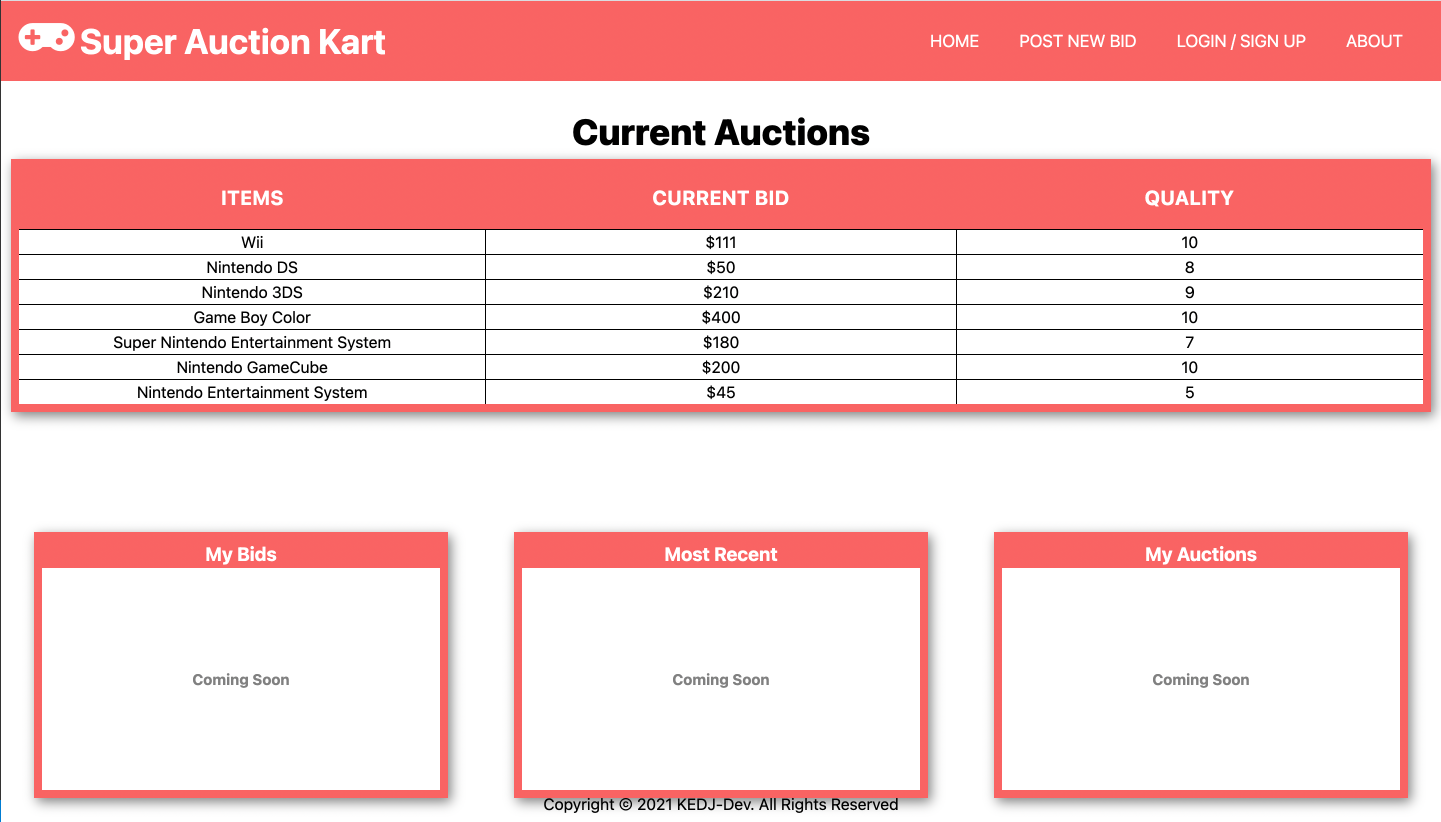 Super Auction Kart HOME POST NEW BID LOGIN / SIGN UP ABOUT
Current Auctions
ITEMS CURRENT BID QUALITY
Wii $111 10
Nintendo DS $50 8
Nintendo 3DS $210 9
Game Boy Color $400 10
Super Nintendo Entertainment System $180 7
Nintendo GameCube $200 10
Nintendo Entertainment System $45 5
My Bids Most Recent My Auctions
Coming Soon Coming Soon Coming Soon
Copyright © 2021 KEDJ-Dev. All Rights Reserved